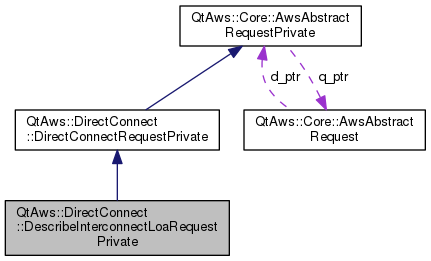 QtAws::Core::AwsAbstract
RequestPrivate
d_ptr
q_ptr
QtAws::DirectConnect
::DirectConnectRequestPrivate
QtAws::Core::AwsAbstract
Request
QtAws::DirectConnect
::DescribeInterconnectLoaRequest
Private